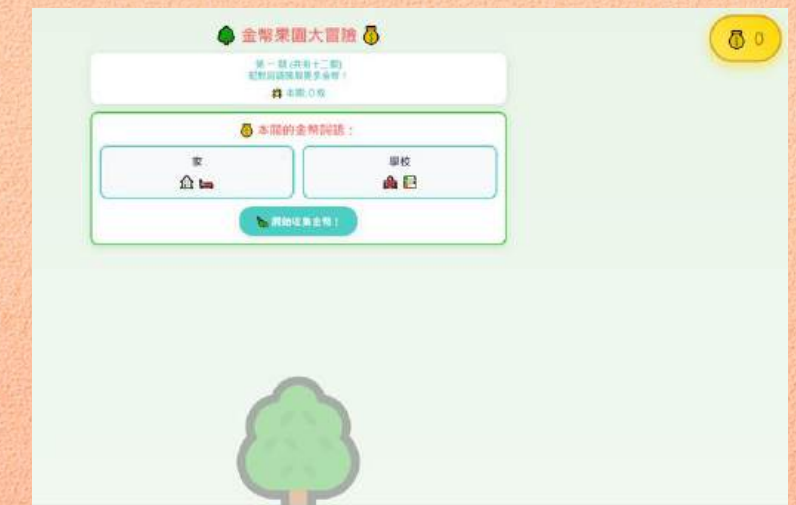 金幣果園大冒險
0
第一關 (共有十二關)
本關:0 枚
本關的金幣詞語：
家
學校
開始收集金幣！